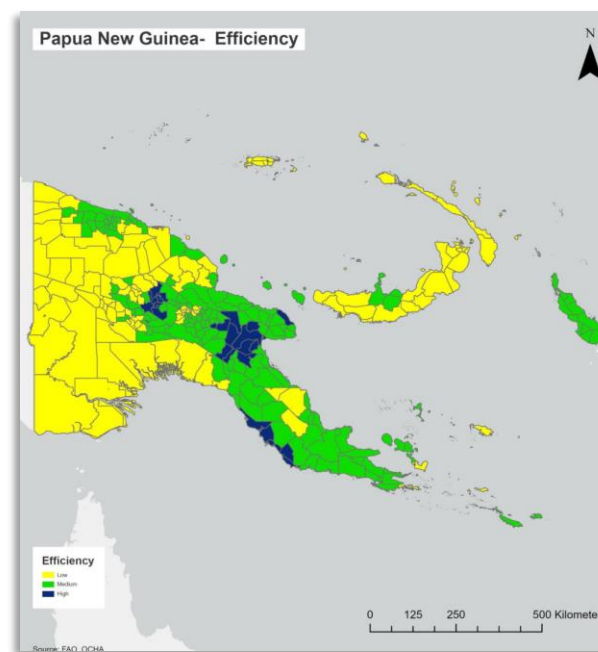 Papua New Guinea- Efficiency
N
Efficiency
Low
Medium
High
0 125 250 500 Kilomete
Source: FAO, OCHA